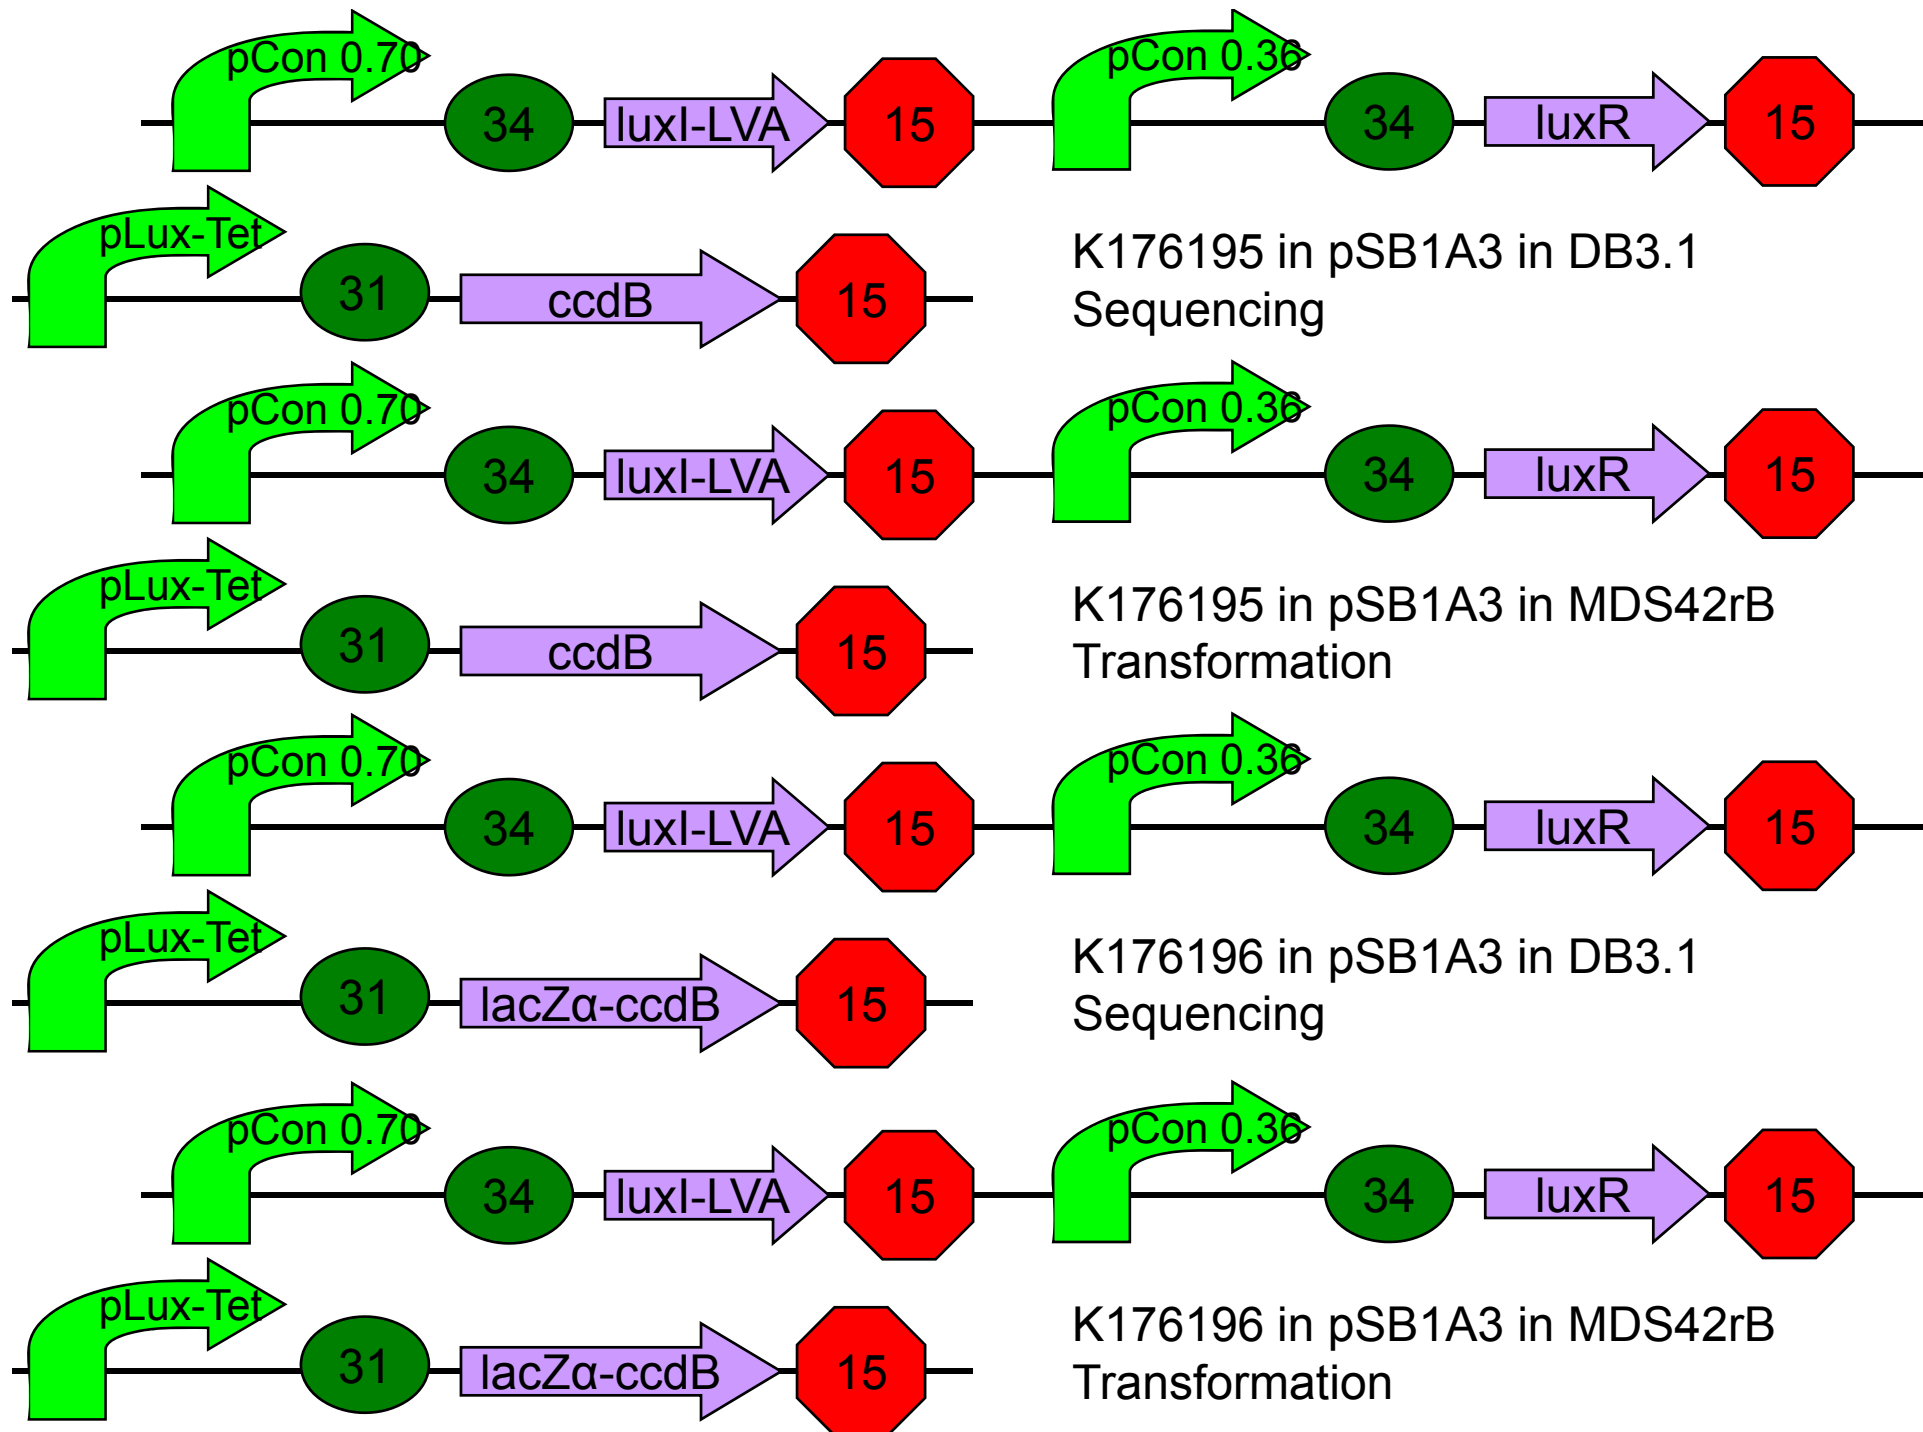 pCon 0.70 34 luxI-LVA 15 pCon 0.36 34 luxR 15
pLux-Tet 31 ccdB 15
K176195 in pSB1A3 in DB3.1
Sequencing
pCon 0.70 34 luxI-LVA 15 pCon 0.36 34 luxR 15
pLux-Tet 31 ccdB 15
K176195 in pSB1A3 in MDS42rB
Transformation
pCon 0.70 34 luxI-LVA 15 pCon 0.36 34 luxR 15
pLux-Tet 31 lacZα-ccdB 15
K176196 in pSB1A3 in DB3.1
Sequencing
pCon 0.70 34 luxI-LVA 15 pCon 0.36 34 luxR 15
pLux-Tet 31 lacZα-ccdB 15
K176196 in pSB1A3 in MDS42rB
Transformation